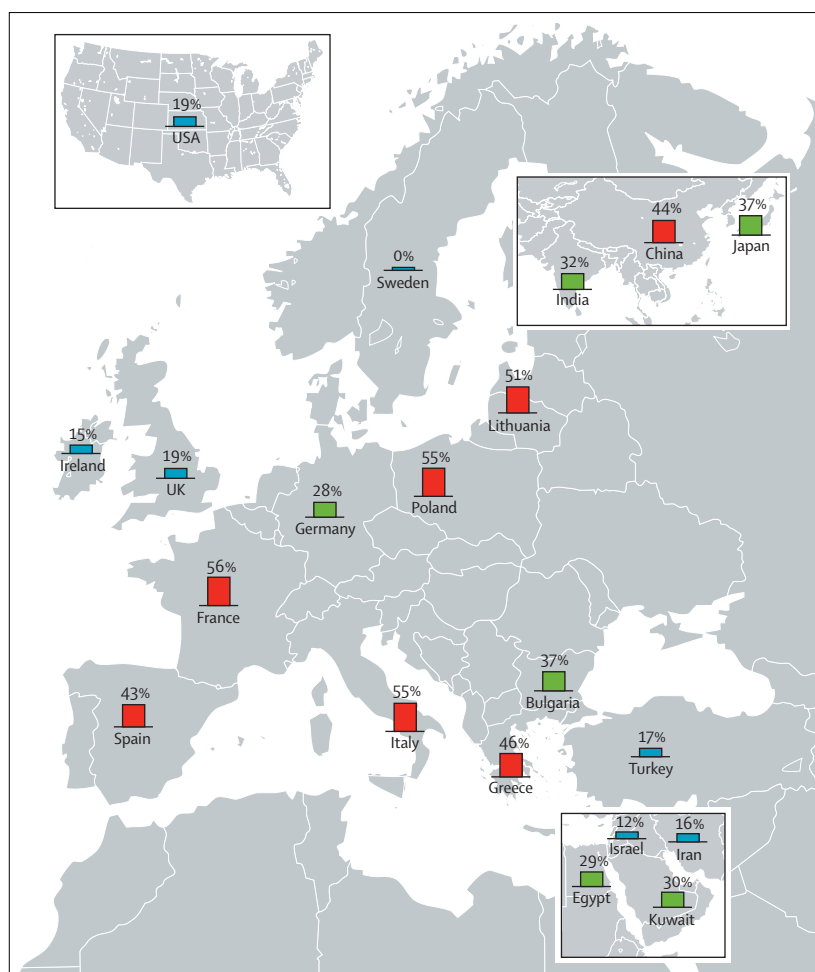 19%
USA
44%
China
37%
Japan
32%
India
0%
Sweden
51%
Lithuania
15%
Ireland
19%
UK
55%
Poland
28%
Germany
56%
France
37%
Bulgaria
43%
Spain
55%
Italy
46%
Greece
17%
Turkey
12%
Israel
16%
Iran
29%
Egypt
30%
Kuwait